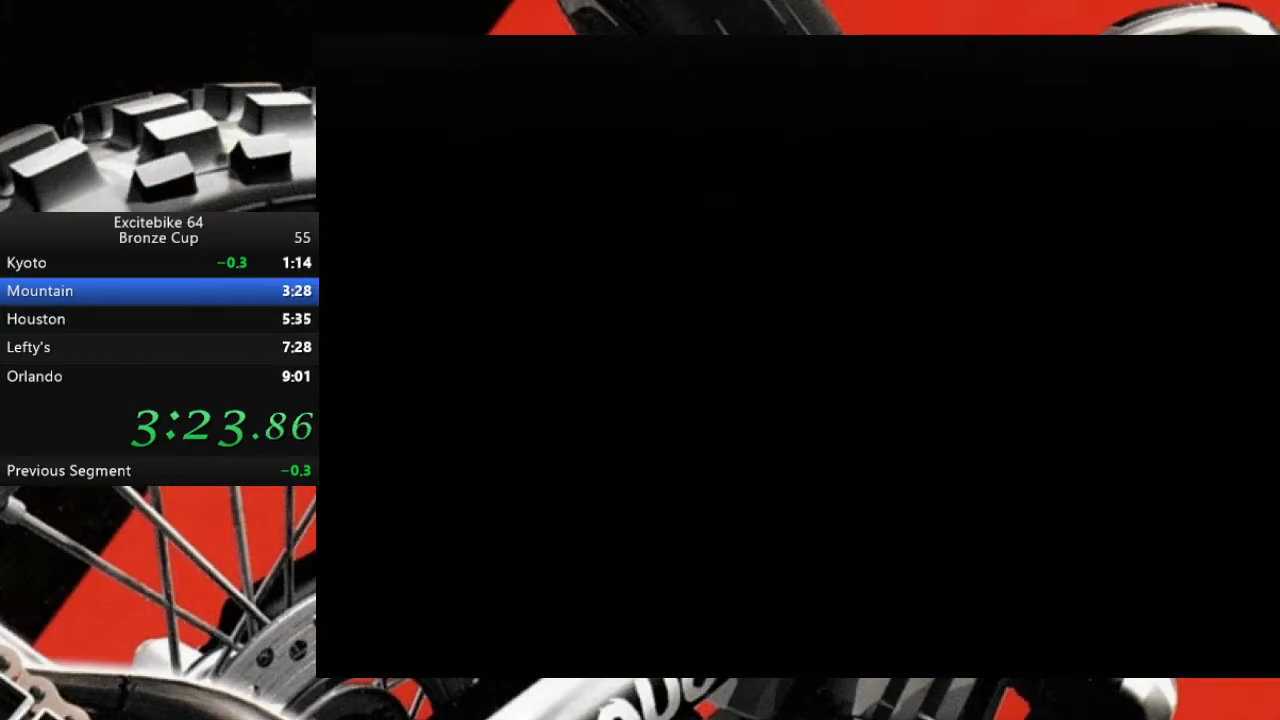 Excitebike 64
Bronze Cup 55
Kyoto −0.3 1:14
Mountain 3:28
Houston 5:35
Lefty's 7:28
Orlando 9:01
3:23.86
Previous Segment −0.3